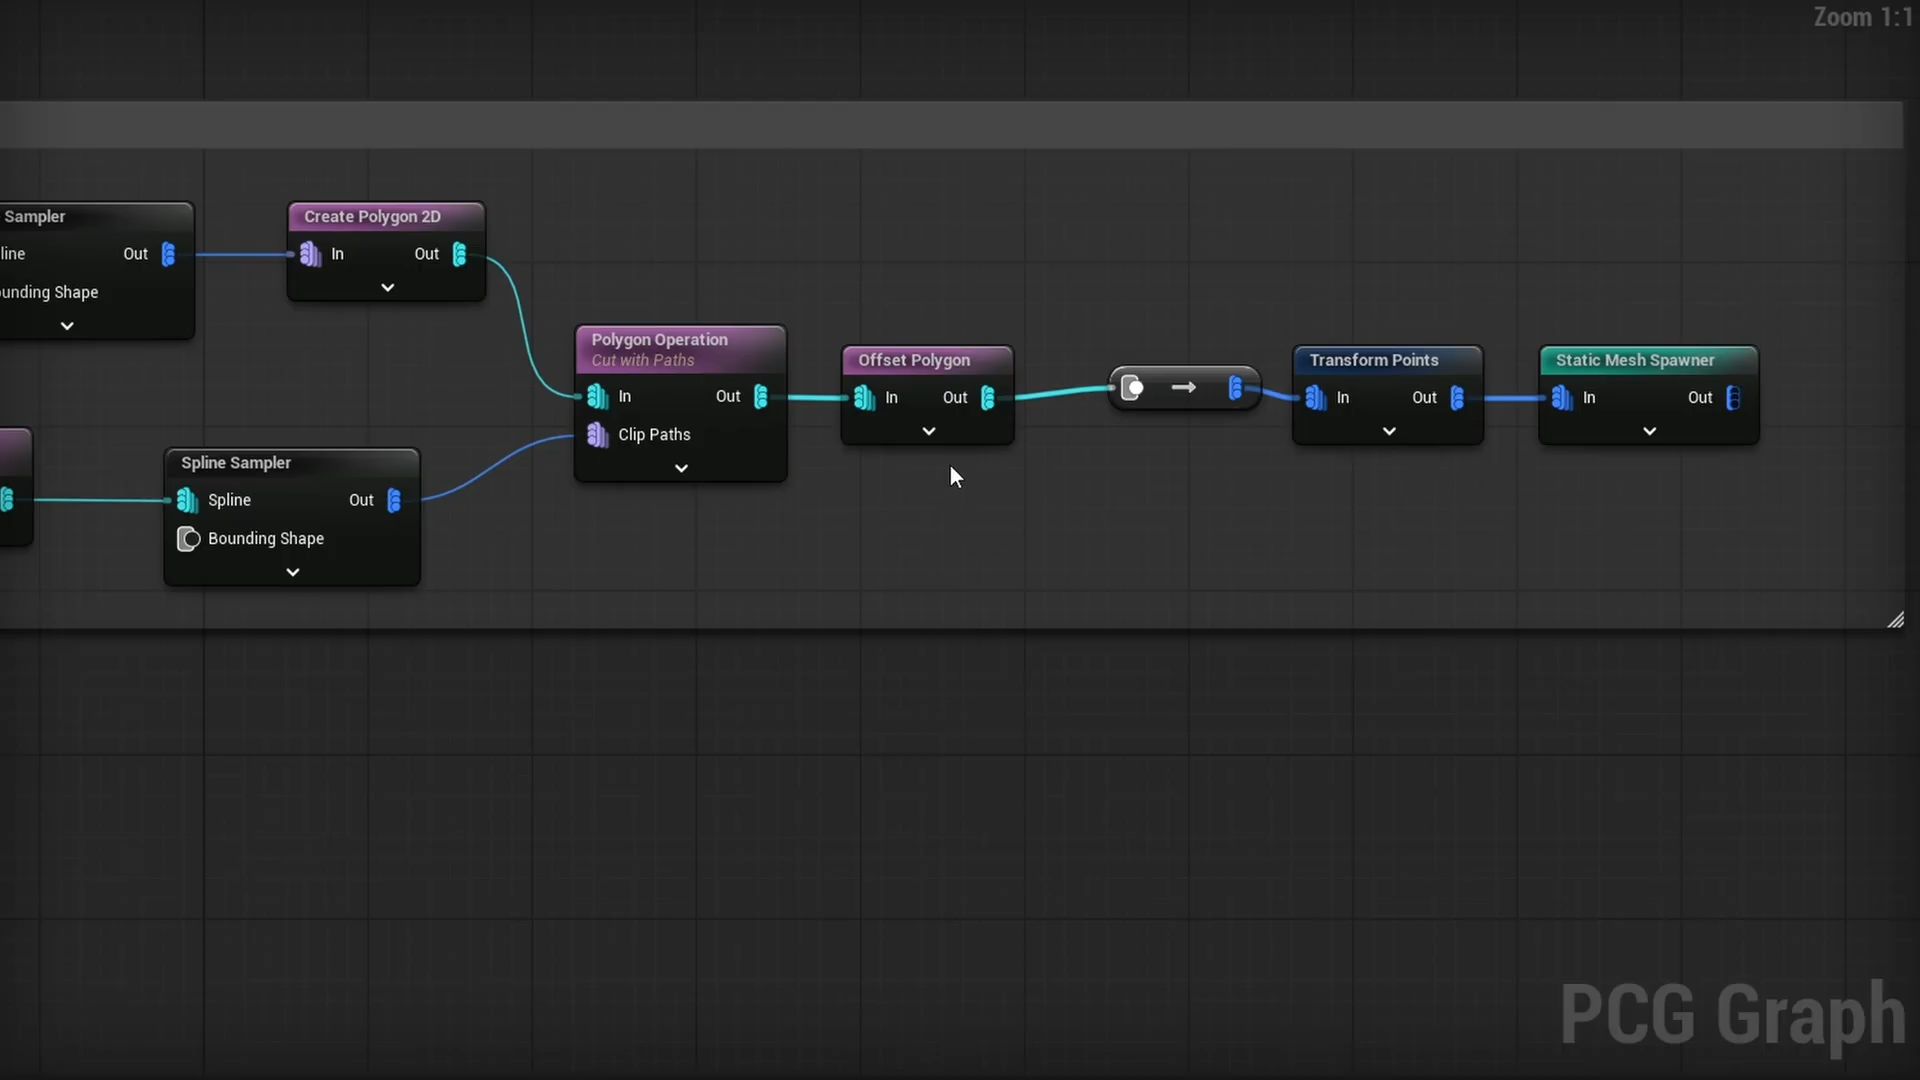 Zoom 1:1
Sampler
line Out
ounding Shape
Create Polygon 2D
In Out
Polygon Operation
Cut with Paths
In Out
Clip Paths
Offset Polygon
In Out
Transform Points
In Out
Static Mesh Spawner
In Out
Spline Sampler
Spline Out
Bounding Shape
PCG Graph